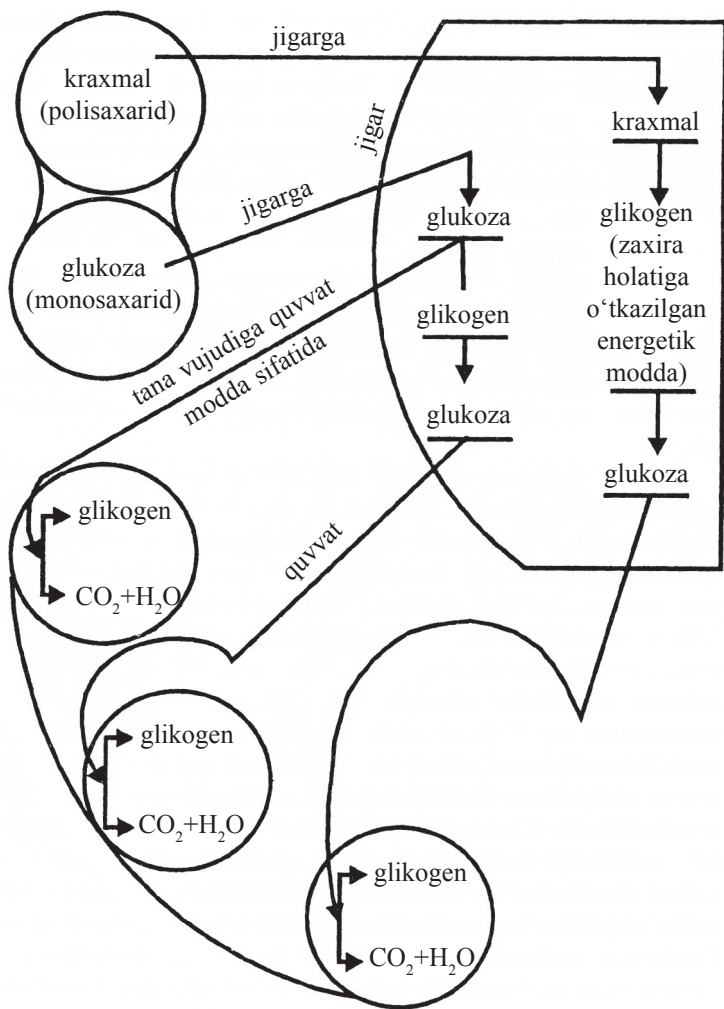 jigarga
kraxmal
(polisaxarid)
glukoza
(monosaxarid)
jigarga
jigar
kraxmal
glikogen
(zaxira
holatiga
o‘tkazilgan
energetik
modda)
glukoza
glukoza
glikogen
glukoza
tana vujudiga quvvat
modda sifatida
quvvat
glikogen
CO₂+H₂O
glikogen
CO₂+H₂O
glikogen
CO₂+H₂O